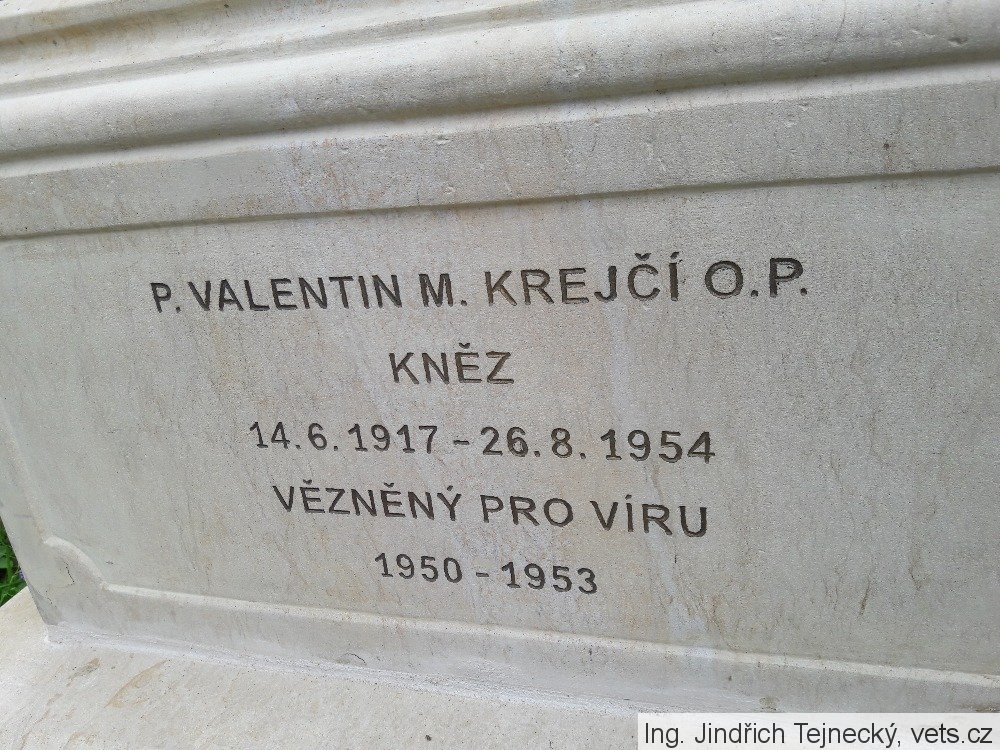 P. VALENTIN M. KREJČÍ O.P.
KNĚZ
14.6.1917 – 26.8.1954
VĚZNĚNÝ PRO VÍRU
1950 – 1953
Ing. Jindřich Tejnecký, vets.cz